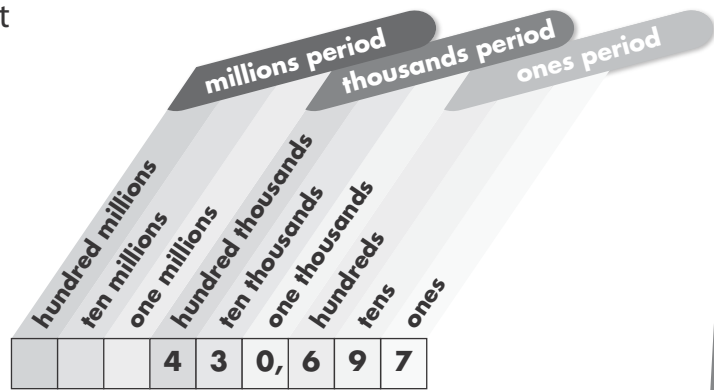 t
millions period
thousands period
ones period
hundred millions
ten millions
one millions
hundred thousands
ten thousands
one thousands
hundreds
tens
ones
4 3 0, 6 9 7